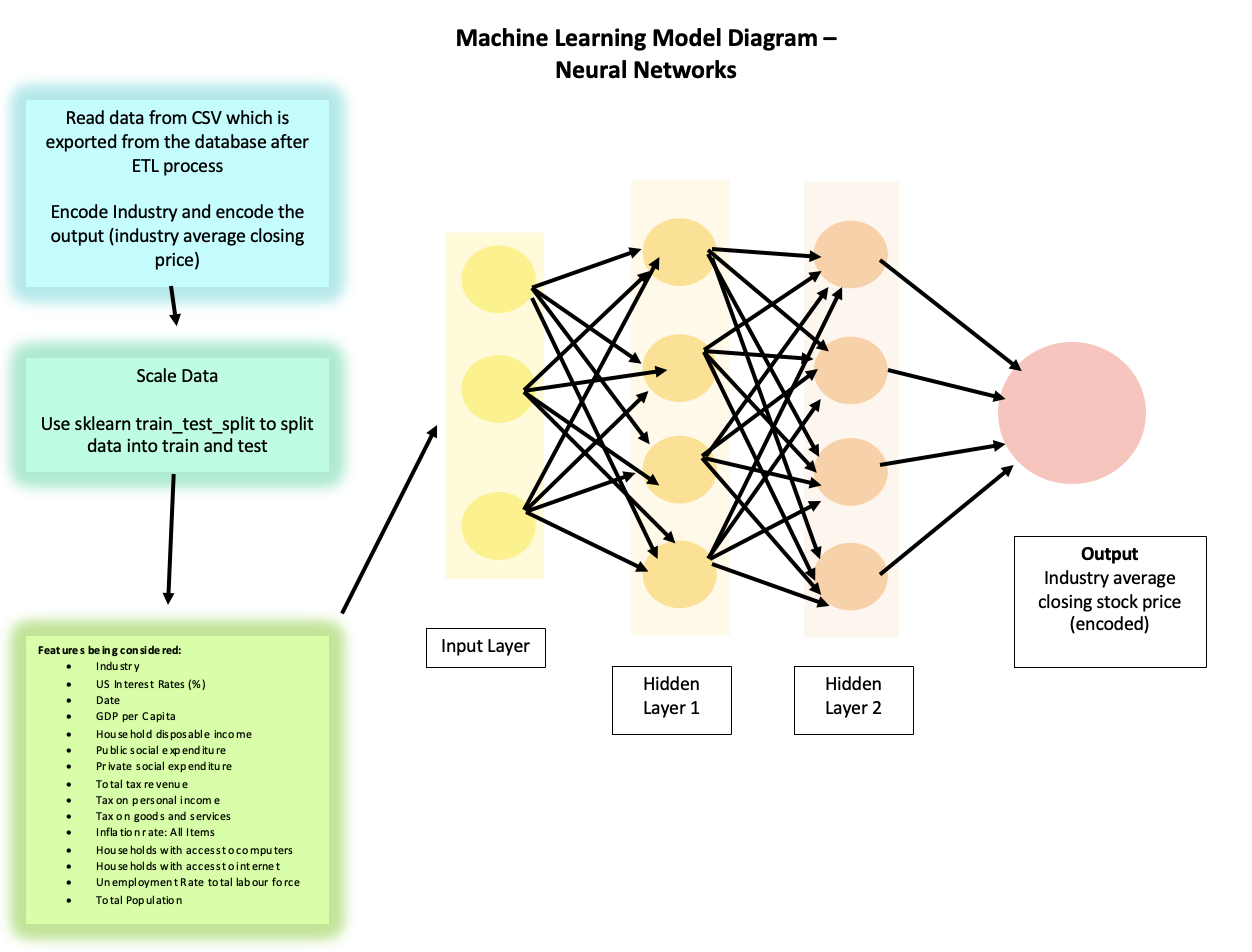 Machine Learning Model Diagram –
Neural Networks
Read data from CSV which is
exported from the database after
ETL process
Encode Industry and encode the
output (industry average closing
price)
Scale Data
Use sklearn train_test_split to split
data into train and test
Features being considered:
• Industry
• US Interest Rates (%)
• Date
• GDP per Capita
• Household disposable income
• Public social expenditure
• Private social expenditure
• Total tax revenue
• Tax on personal income
• Tax on goods and services
• Inflation rate: All Items
• Households with access to computers
• Households with access to internet
• Unemployment Rate total labour force
• Total Population
Input Layer
Hidden
Layer 1
Hidden
Layer 2
Output
Industry average
closing stock price
(encoded)